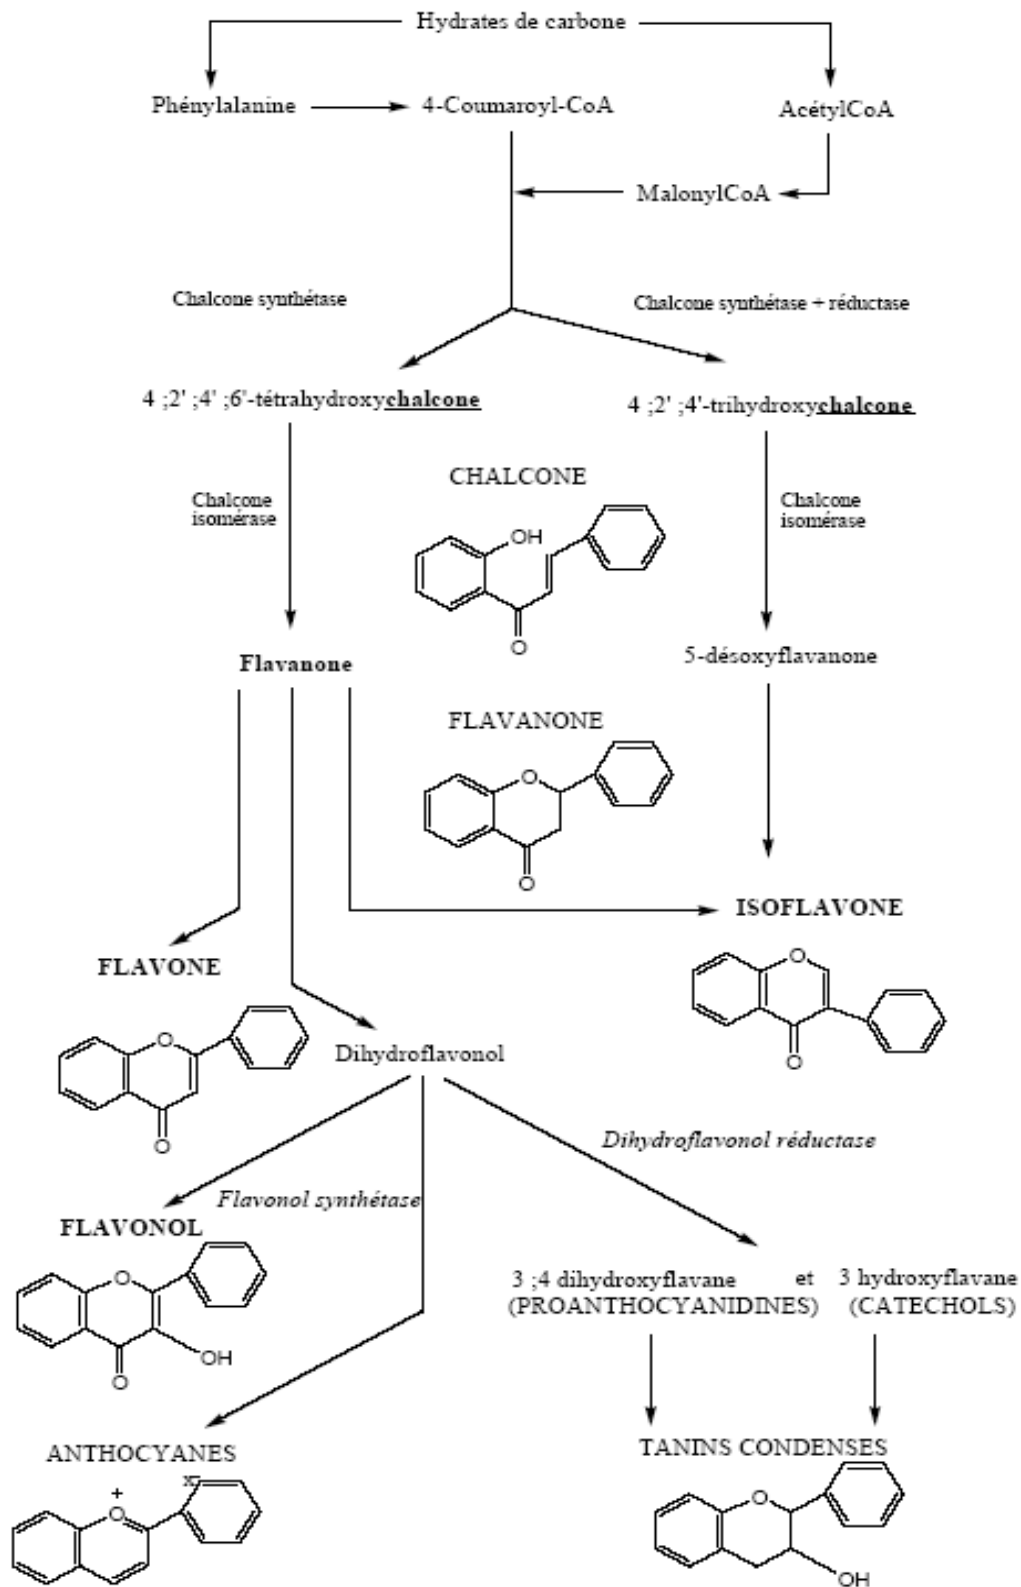 Hydrates de carbone
Phénylalanine
4-Coumaroyl-CoA
AcétylCoA
MalonylCoA
Chalcone synthétase
Chalcone synthétase + réductase
4 ;2' ;4' ;6'-tétrahydroxychalcone
4 ;2' ;4'-trihydroxychalcone
CHALCONE
Chalcone
isomérase
Chalcone
isomérase
OH
O
Flavanone
5-désoxyflavanone
FLAVANONE
O
O
ISOFLAVONE
FLAVONE
O
O
O
O
Dihydroflavonol
Dihydroflavonol réductase
Flavonol synthétase
FLAVONOL
O
OH
O
3 ;4 dihydroxyflavane et 3 hydroxyflavane
(PROANTHOCYANIDINES) (CATECHOLS)
ANTHOCYANES
TANINS CONDENSES
X-
+
O
O
OH